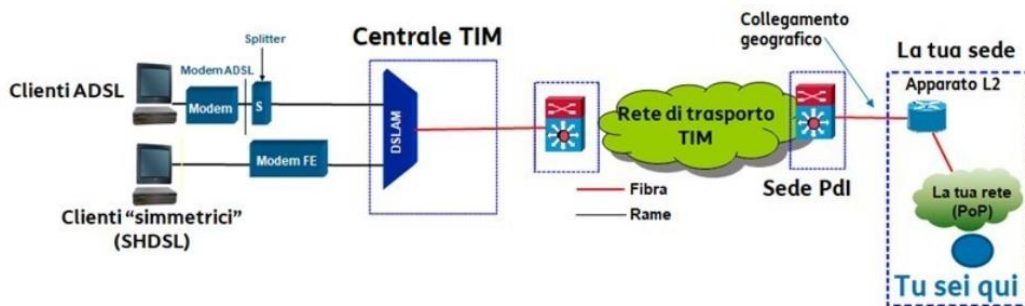 Splitter
Modem ADSL
Clienti ADSL
Modem
S
Modem FE
Clienti “simmetrici”
(SHDSL)
Centrale TIM
DSLAM
Fibra
Rame
Rete di trasporto
TIM
Collegamento
geografico
Sede PdI
La tua sede
Apparato L2
La tua rete
(PoP)
Tu sei qui